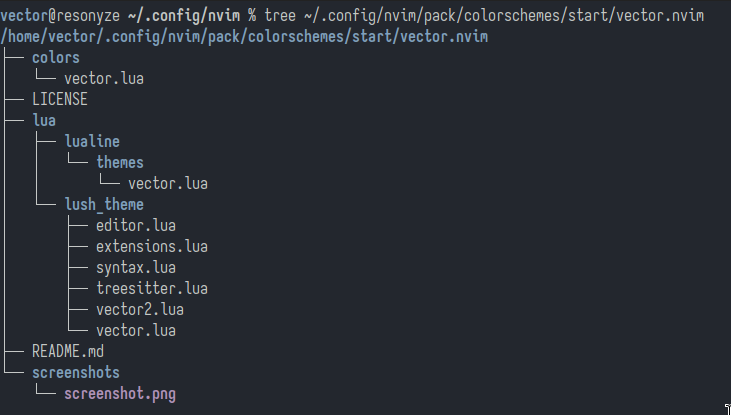 vector@resonyze ~/.config/nvim % tree ~/.config/nvim/pack/colorschemes/start/vector.nvim
/home/vector/.config/nvim/pack/colorschemes/start/vector.nvim
├── colors
│   └── vector.lua
├── LICENSE
├── lua
│   ├── lualine
│   │   └── themes
│   │       └── vector.lua
│   └── lush_theme
│       ├── editor.lua
│       ├── extensions.lua
│       ├── syntax.lua
│       ├── treesitter.lua
│       ├── vector2.lua
│       └── vector.lua
├── README.md
└── screenshots
    └── screenshot.png